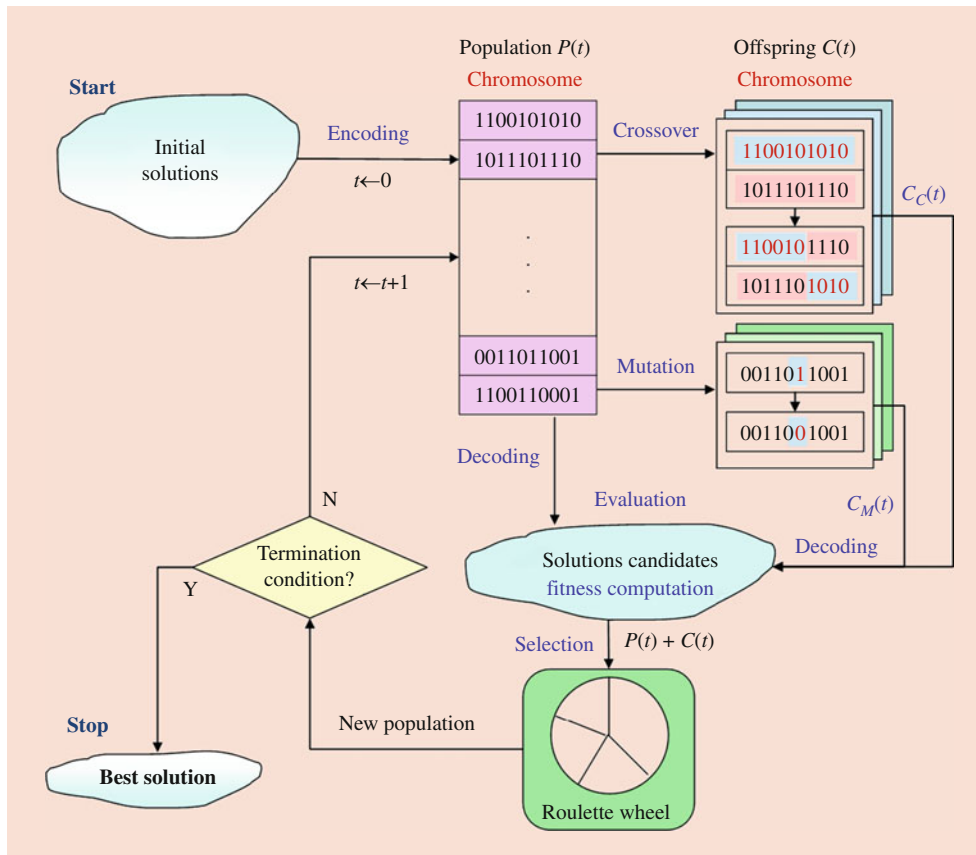 Population P(t)
Chromosome
Offspring C(t)
Chromosome
Start
Initial
solutions
Encoding
t←0
1100101010
1011101110
.
.
.
0011011001
1100110001
Crossover
1100101010
1011101110
1100101110
1011101010
C_C(t)
t←t+1
Mutation
0011011001
0011001001
C_M(t)
Decoding
Evaluation
Decoding
Solutions candidates
fitness computation
N
Termination
condition?
Y
Selection
P(t) + C(t)
New population
Roulette wheel
Stop
Best solution